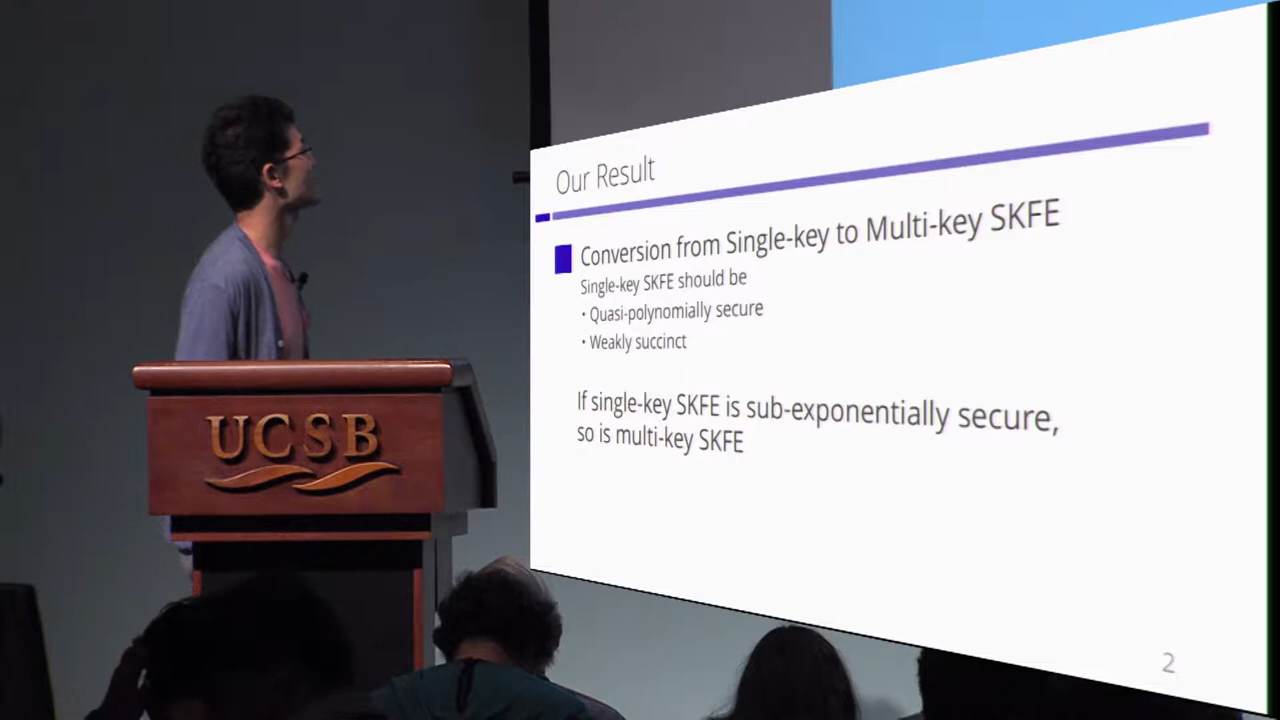 Our Result
Conversion from Single-key to Multi-key SKFE
Single-key SKFE should be
• Quasi-polynomially secure
• Weakly succinct
If single-key SKFE is sub-exponentially secure,
so is multi-key SKFE
2
UCSB